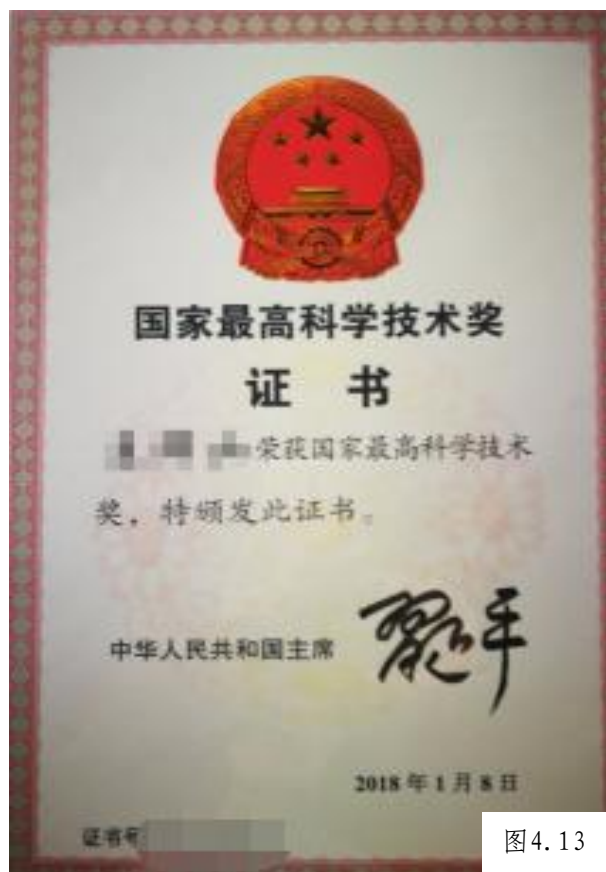 国家最高科学技术奖
证 书
荣获国家最高科学技术
奖，特颁发此证书。
中华人民共和国主席
2018年1月8日
证书号
图4.13